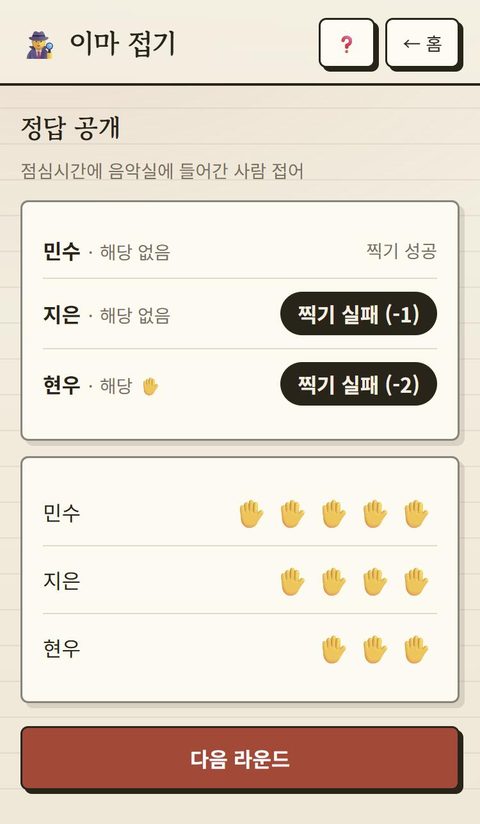 이마 접기
← 홈
정답 공개
점심시간에 음악실에 들어간 사람 접어
민수 · 해당 없음 찍기 성공
지은 · 해당 없음 찍기 실패 (-1)
현우 · 해당 찍기 실패 (-2)
민수
지은
현우
다음 라운드